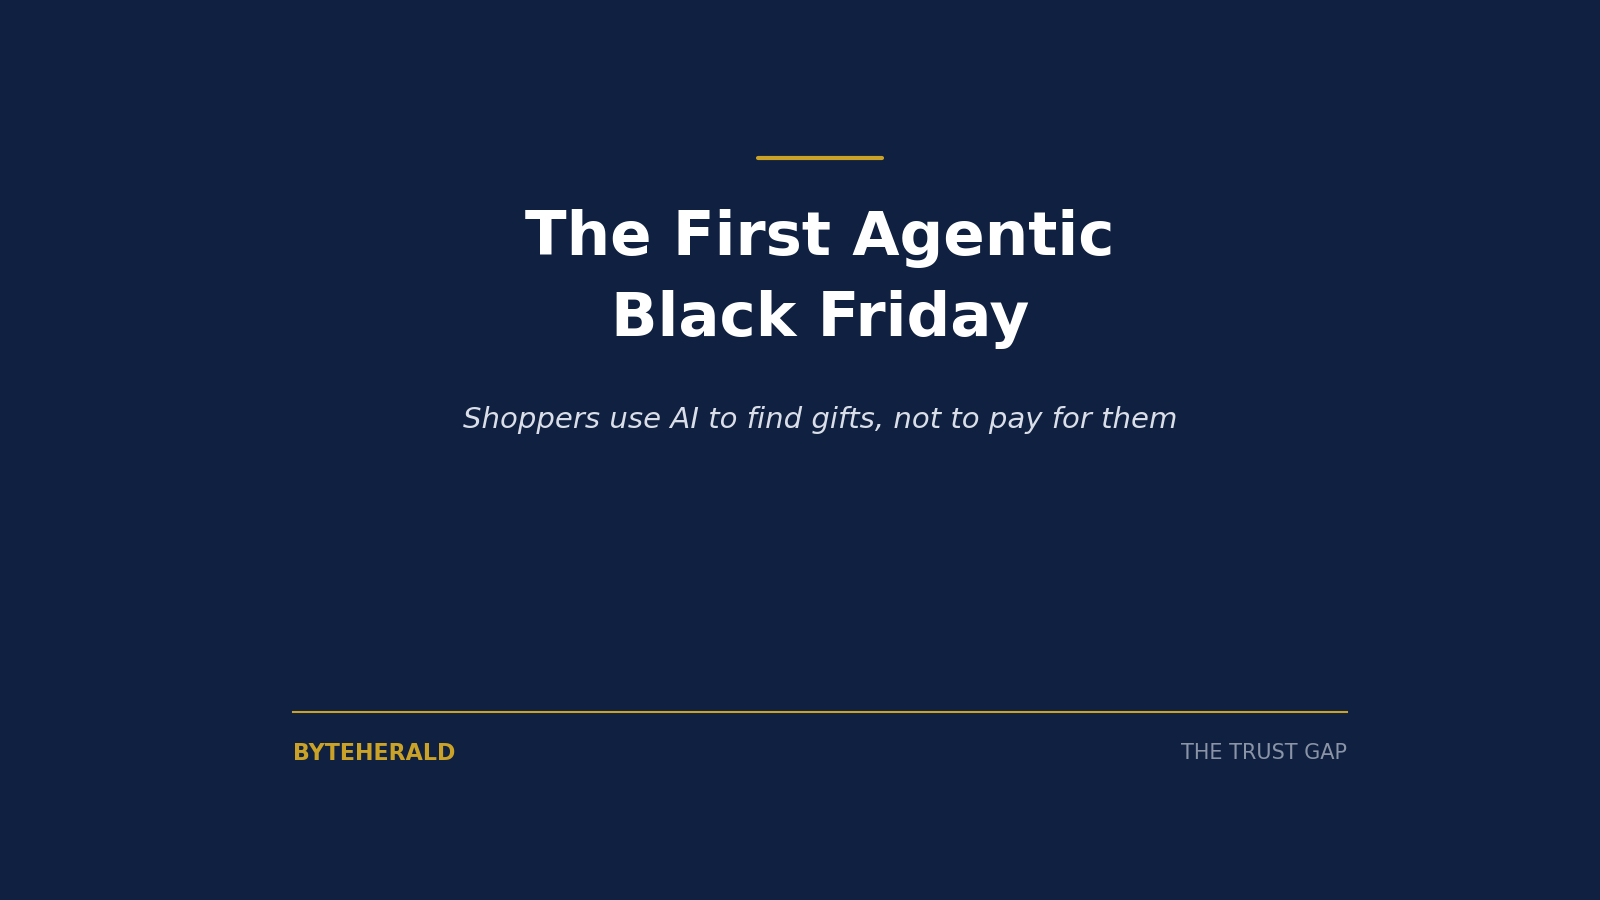 The First Agentic
Black Friday
Shoppers use AI to find gifts, not to pay for them
BYTEHERALD
THE TRUST GAP